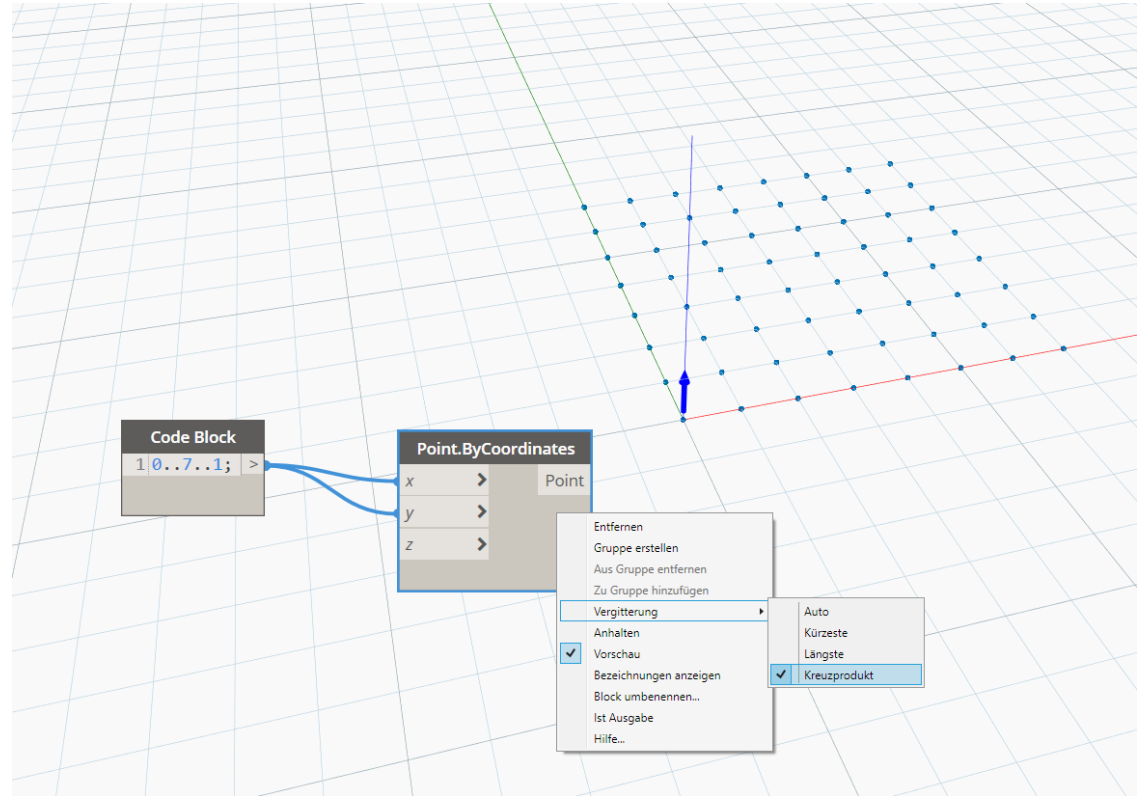 Code Block
1 0..7..1; >
Point.ByCoordinates
x > Point
y >
z >
Entfernen
Gruppe erstellen
Aus Gruppe entfernen
Zu Gruppe hinzufügen
Vergitterung
Anhalten
Vorschau
Bezeichnungen anzeigen
Block umbenennen...
Ist Ausgabe
Hilfe...
Auto
Kürzeste
Längste
Kreuzprodukt